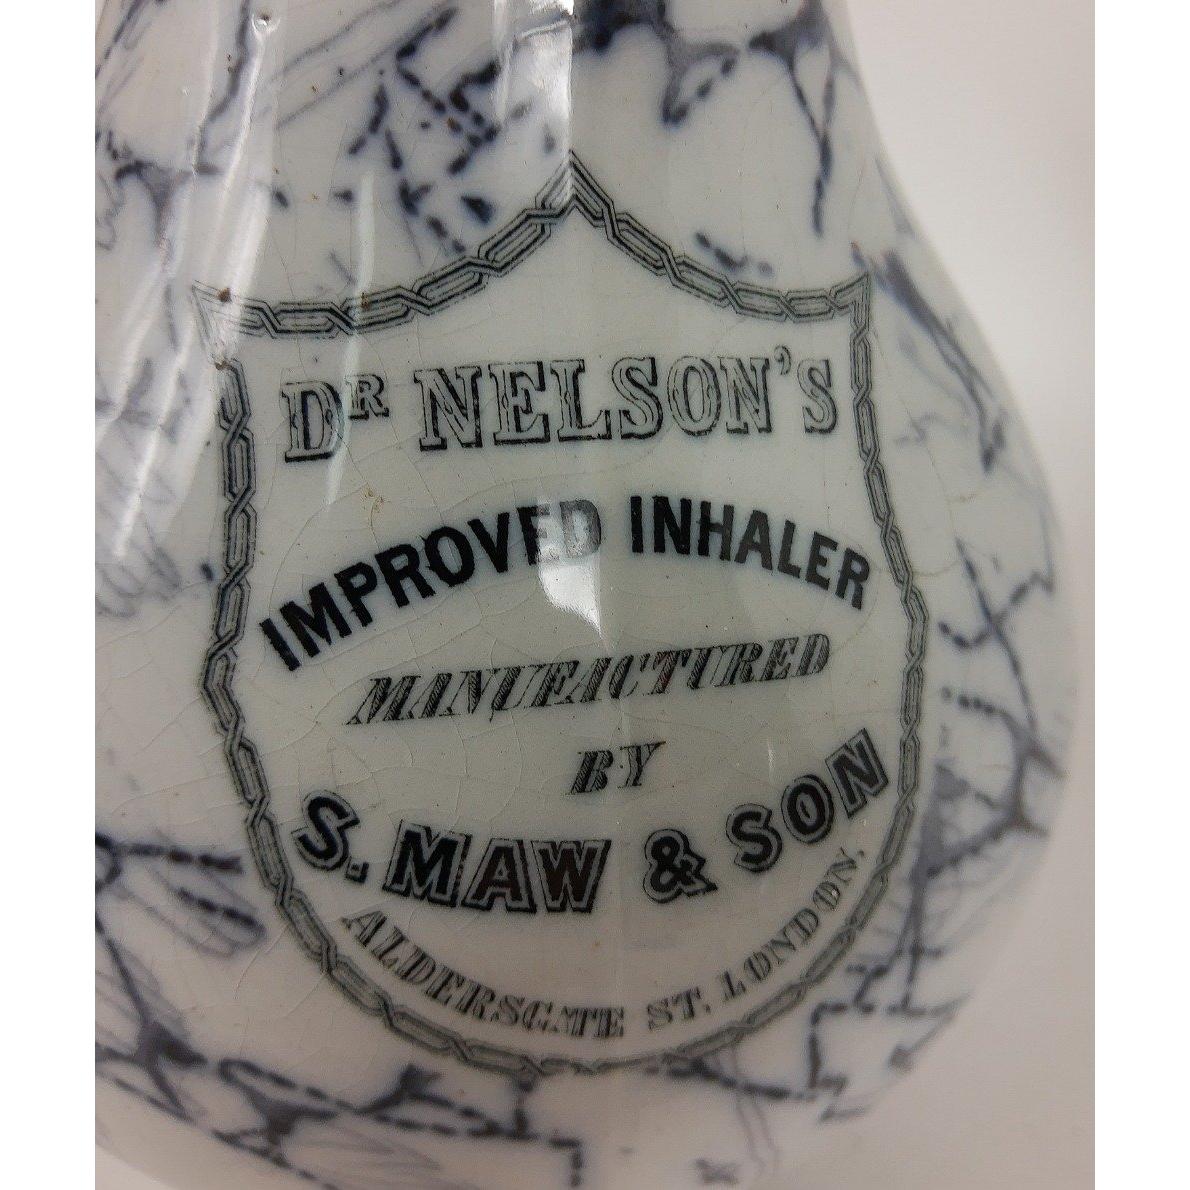 DR NELSON'S
IMPROVED INHALER
MANUFACTURED
BY
S. MAW & SON
ALDERSGATE ST. LONDON.